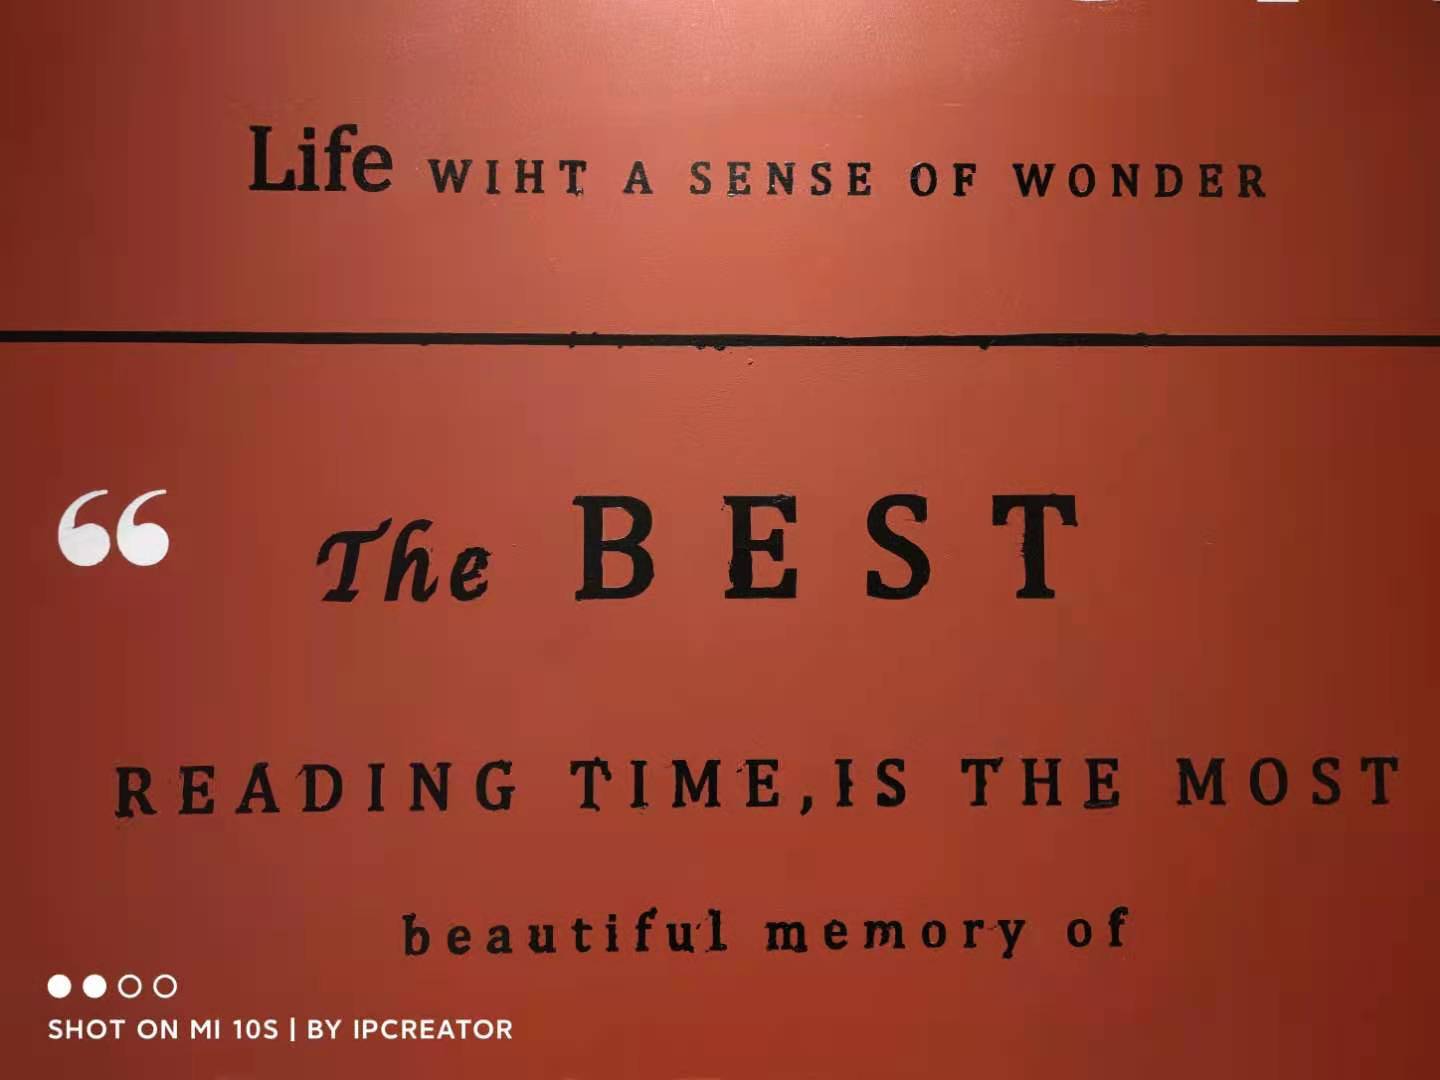 Life WIHT A SENSE OF WONDER
“ The BEST
READING TIME,IS THE MOST
beautiful memory of
SHOT ON MI 10S | BY IPCREATOR